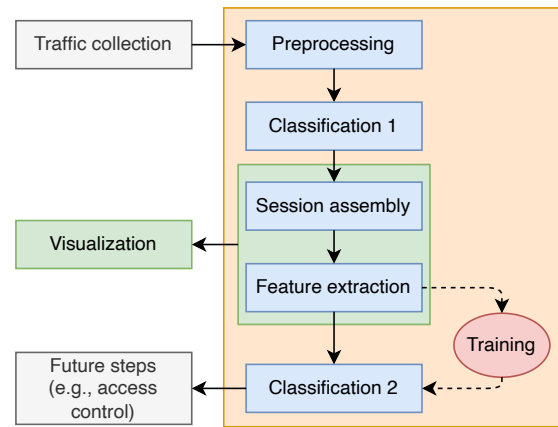 Traffic collection
Preprocessing
Classification 1
Session assembly
Visualization
Feature extraction
Training
Future steps
(e.g., access
control)
Classification 2